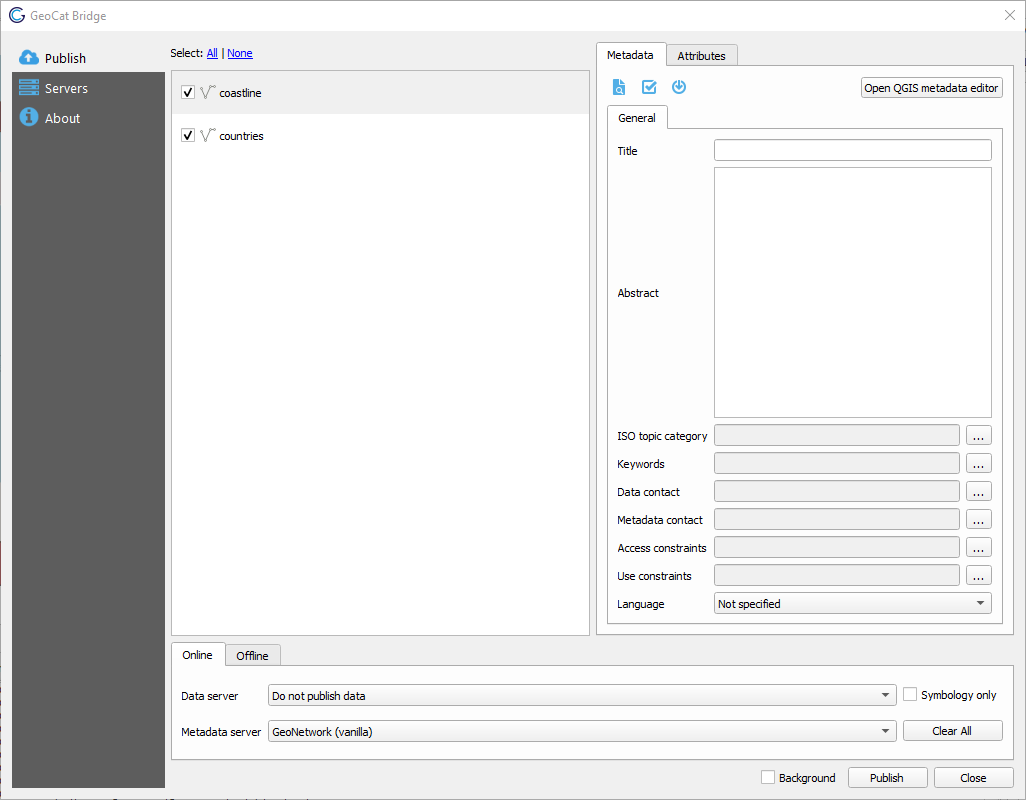 GeoCat Bridge
Publish
Servers
About
Select: All | None
coastline
countries
Metadata Attributes
Open QGIS metadata editor
General
Title
Abstract
ISO topic category ...
Keywords ...
Data contact ...
Metadata contact ...
Access constraints ...
Use constraints ...
Language Not specified
Online Offline
Data server Do not publish data Symbology only
Metadata server GeoNetwork (vanilla) Clear All
Background Publish Close